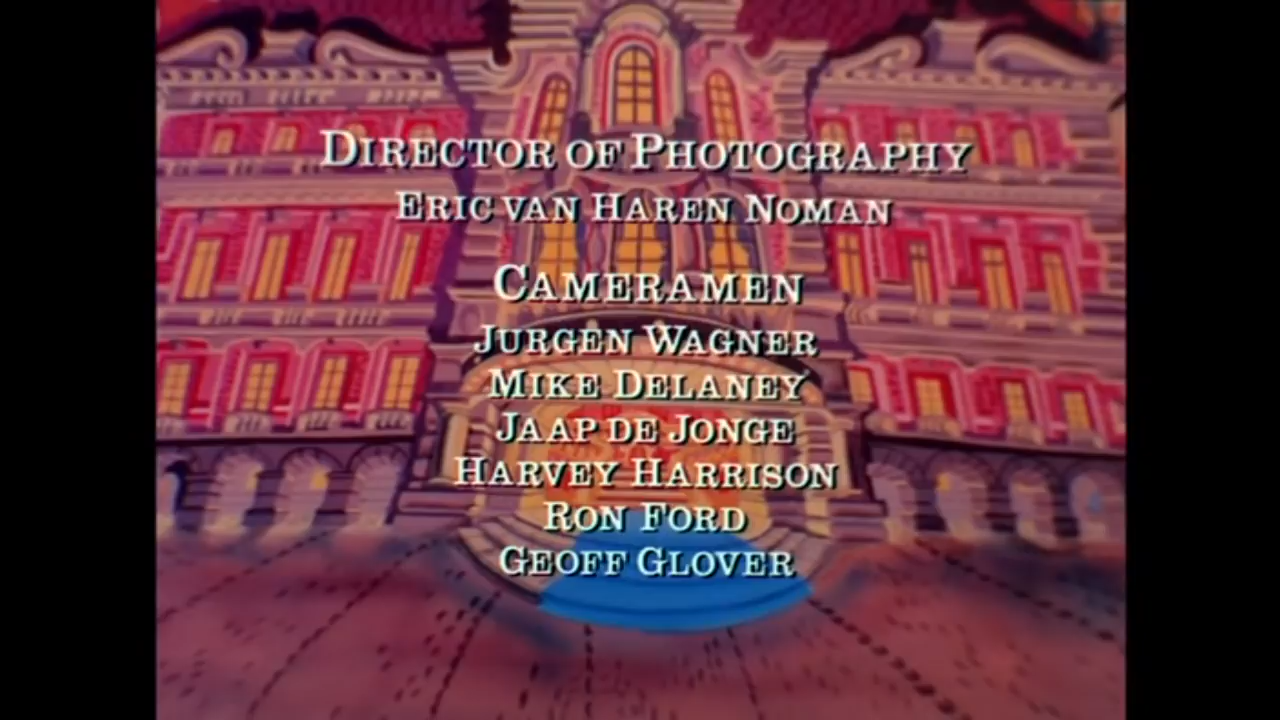 DIRECTOR OF PHOTOGRAPHY
ERIC VAN HAREN NOMAN
CAMERAMEN
JURGEN WAGNER
MIKE DELANEY
JAAP DE JONGE
HARVEY HARRISON
RON FORD
GEOFF GLOVER